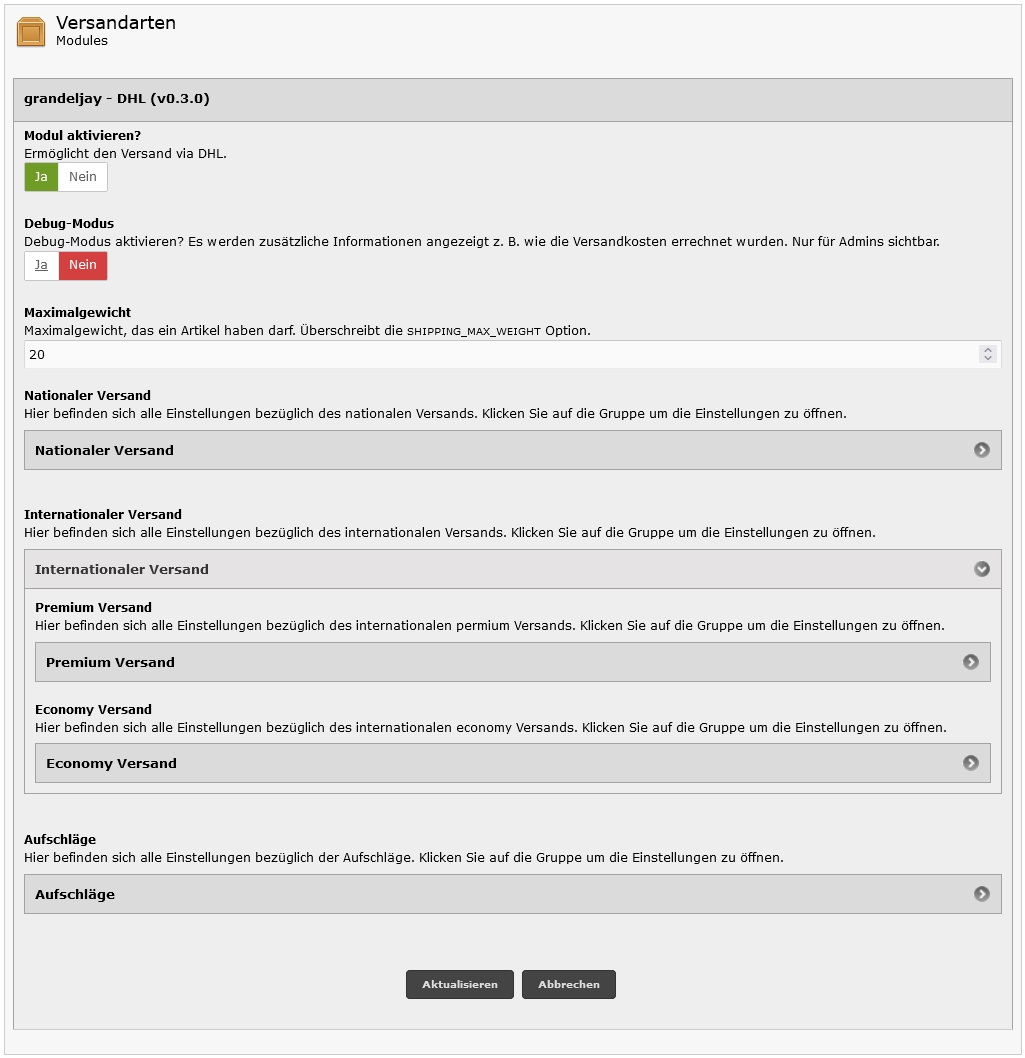 Versandarten
Modules
grandeljay - DHL (v0.3.0)
Modul aktivieren?
Ermöglicht den Versand via DHL.
Ja Nein
Debug-Modus
Debug-Modus aktivieren? Es werden zusätzliche Informationen angezeigt z. B. wie die Versandkosten errechnet wurden. Nur für Admins sichtbar.
Ja Nein
Maximalgewicht
Maximalgewicht, das ein Artikel haben darf. Überschreibt die SHIPPING_MAX_WEIGHT Option.
20
Nationaler Versand
Hier befinden sich alle Einstellungen bezüglich des nationalen Versands. Klicken Sie auf die Gruppe um die Einstellungen zu öffnen.
Nationaler Versand
Internationaler Versand
Hier befinden sich alle Einstellungen bezüglich des internationalen Versands. Klicken Sie auf die Gruppe um die Einstellungen zu öffnen.
Internationaler Versand
Premium Versand
Hier befinden sich alle Einstellungen bezüglich des internationalen permium Versands. Klicken Sie auf die Gruppe um die Einstellungen zu öffnen.
Premium Versand
Economy Versand
Hier befinden sich alle Einstellungen bezüglich des internationalen economy Versands. Klicken Sie auf die Gruppe um die Einstellungen zu öffnen.
Economy Versand
Aufschläge
Hier befinden sich alle Einstellungen bezüglich der Aufschläge. Klicken Sie auf die Gruppe um die Einstellungen zu öffnen.
Aufschläge
Aktualisieren Abbrechen